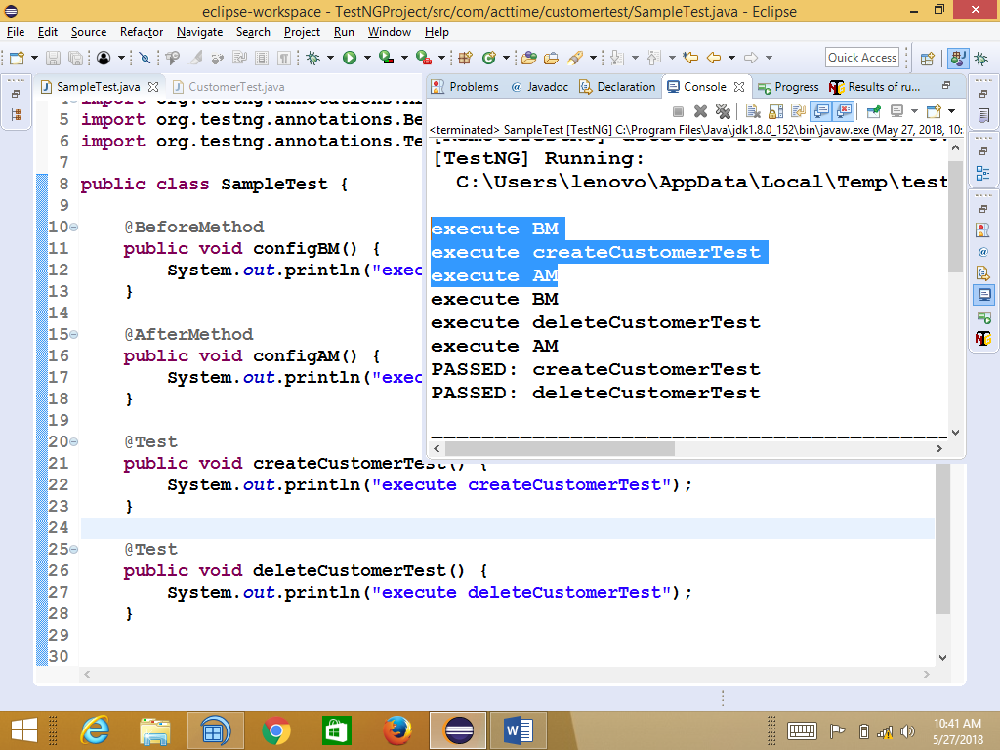 eclipse-workspace - TestNGProject/src/com/acttime/customertest/SampleTest.java - Eclipse
File Edit Source Refactor Navigate Search Project Run Window Help
Quick Access
SampleTest.java
CustomerTest.java
Problems
@ Javadoc
Declaration
Console
Progress
Results of ru...
<terminated> SampleTest [TestNG] C:\Program Files\Java\jdk1.8.0_152\bin\javaw.exe (May 27, 2018, 10:
[TestNG] Running:
C:\Users\lenovo\AppData\Local\Temp\test
execute BM
execute createCustomerTest
execute AM
execute BM
execute deleteCustomerTest
execute AM
PASSED: createCustomerTest
PASSED: deleteCustomerTest
5 import org.testng.annotations.Be
6 import org.testng.annotations.Te
7
8 public class SampleTest {
9
10 @BeforeMethod
11 public void configBM() {
12 System.out.println("exec
13 }
14
15 @AfterMethod
16 public void configAM() {
17 System.out.println("exec
18 }
19
20 @Test
21 public void createCustomerTest() {
22 System.out.println("execute createCustomerTest");
23 }
24
25 @Test
26 public void deleteCustomerTest() {
27 System.out.println("execute deleteCustomerTest");
28 }
29
30
10:41 AM
5/27/2018